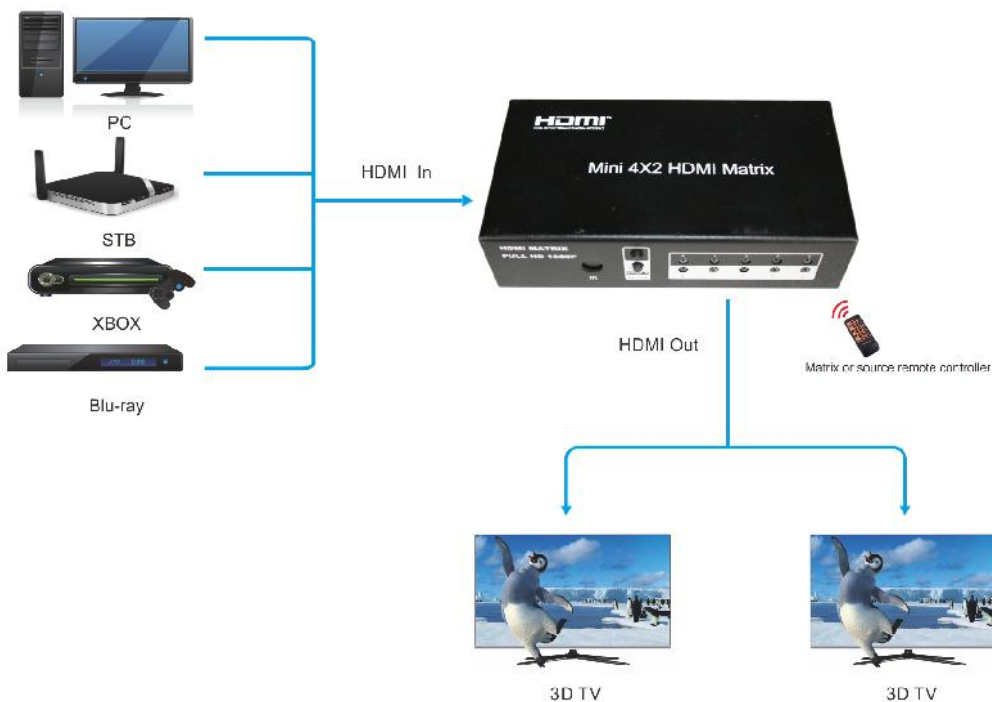 PC
STB
XBOX
Blu-ray
HDMI In
HDMI
Mini 4X2 HDMI Matrix
HDMI MATRIX
FULL HD 1080P
IR
HDMI Out
Matrix or source remote controller
3D TV
3D TV